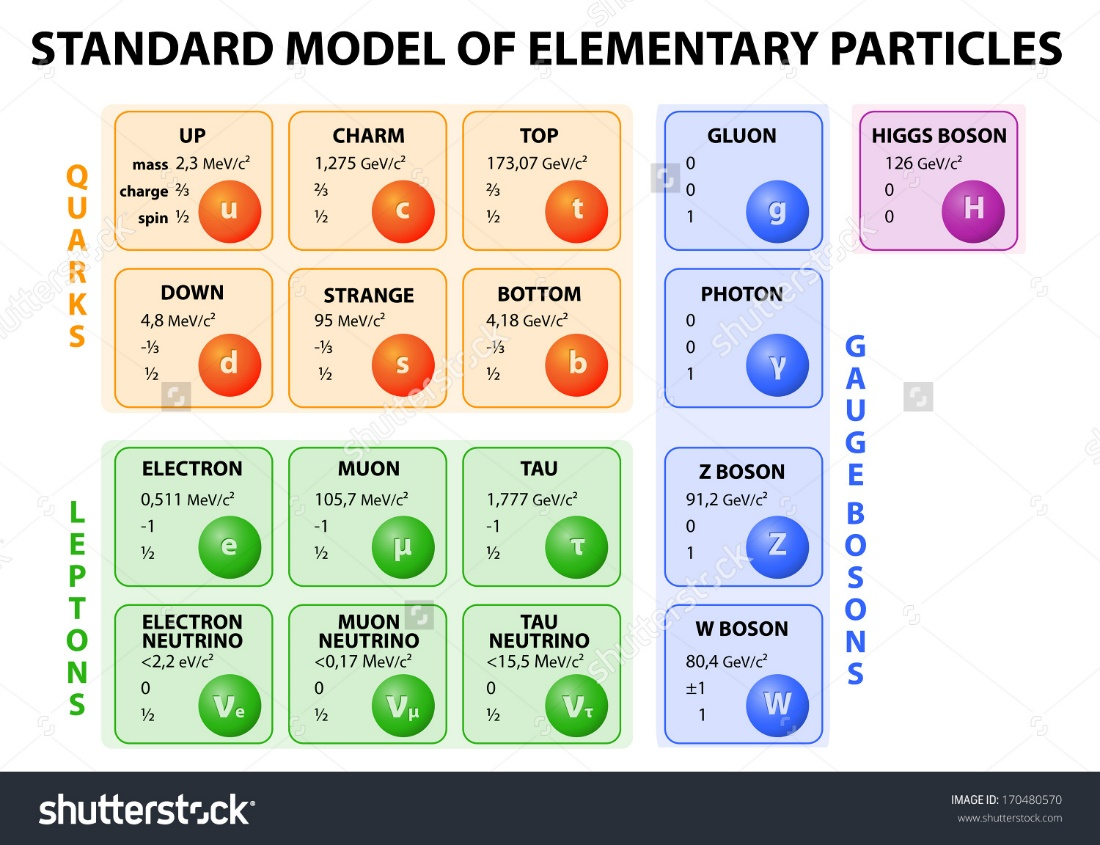 STANDARD MODEL OF ELEMENTARY PARTICLES
QUARKS
UP
mass 2,3 MeV/c²
charge ⅔
spin ½
u
CHARM
1,275 GeV/c²
⅔
½
c
TOP
173,07 GeV/c²
⅔
½
t
DOWN
4,8 MeV/c²
-⅓
½
d
STRANGE
95 MeV/c²
-⅓
½
s
BOTTOM
4,18 GeV/c²
-⅓
½
b
LEPTONS
ELECTRON
0,511 MeV/c²
-1
½
e
MUON
105,7 MeV/c²
-1
½
μ
TAU
1,777 GeV/c²
-1
½
τ
ELECTRON
NEUTRINO
<2,2 eV/c²
0
½
νe
MUON
NEUTRINO
<0,17 MeV/c²
0
½
νμ
TAU
NEUTRINO
<15,5 MeV/c²
0
½
ντ
GLUON
0
0
1
g
PHOTON
0
0
1
γ
Z BOSON
91,2 GeV/c²
0
1
Z
W BOSON
80,4 GeV/c²
±1
1
W
GAUGE BOSONS
HIGGS BOSON
126 GeV/c²
0
0
H
shutterstock
shutterstock
shutterstock
shutterstock
shutterstock·
IMAGE ID: 170480570
www.shutterstock.com